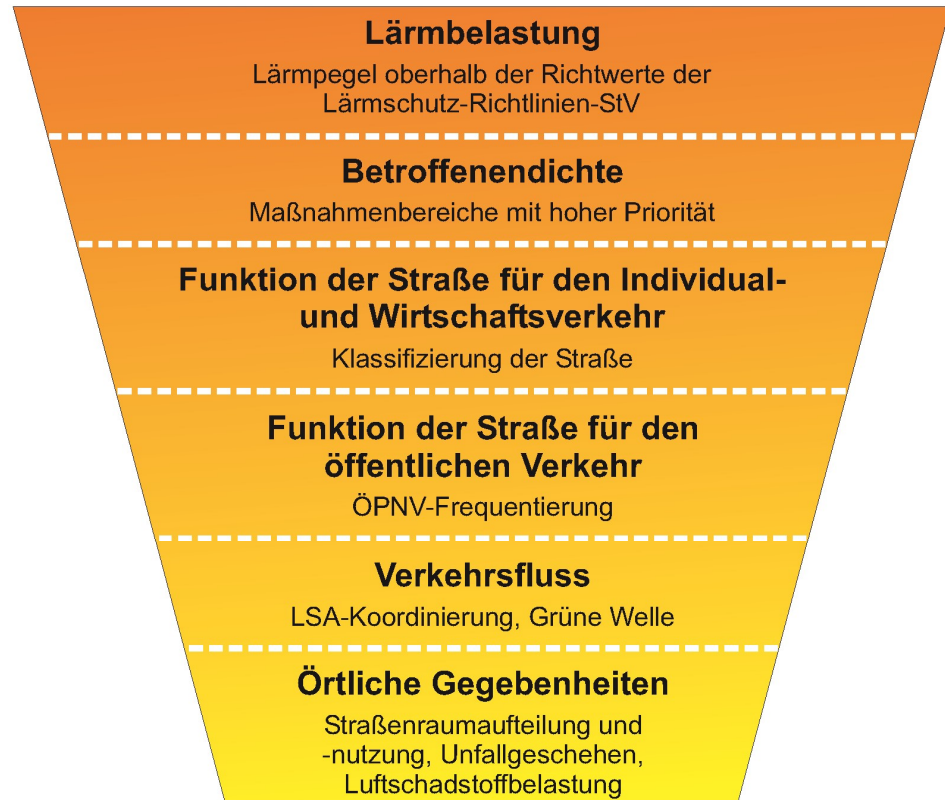 Lärmbelastung
Lärmpegel oberhalb der Richtwerte der
Lärmschutz-Richtlinien-StV
Betroffenendichte
Maßnahmenbereiche mit hoher Priorität
Funktion der Straße für den Individual-
und Wirtschaftsverkehr
Klassifizierung der Straße
Funktion der Straße für den
öffentlichen Verkehr
ÖPNV-Frequentierung
Verkehrsfluss
LSA-Koordinierung, Grüne Welle
Örtliche Gegebenheiten
Straßenraumaufteilung und
-nutzung, Unfallgeschehen,
Luftschadstoffbelastung